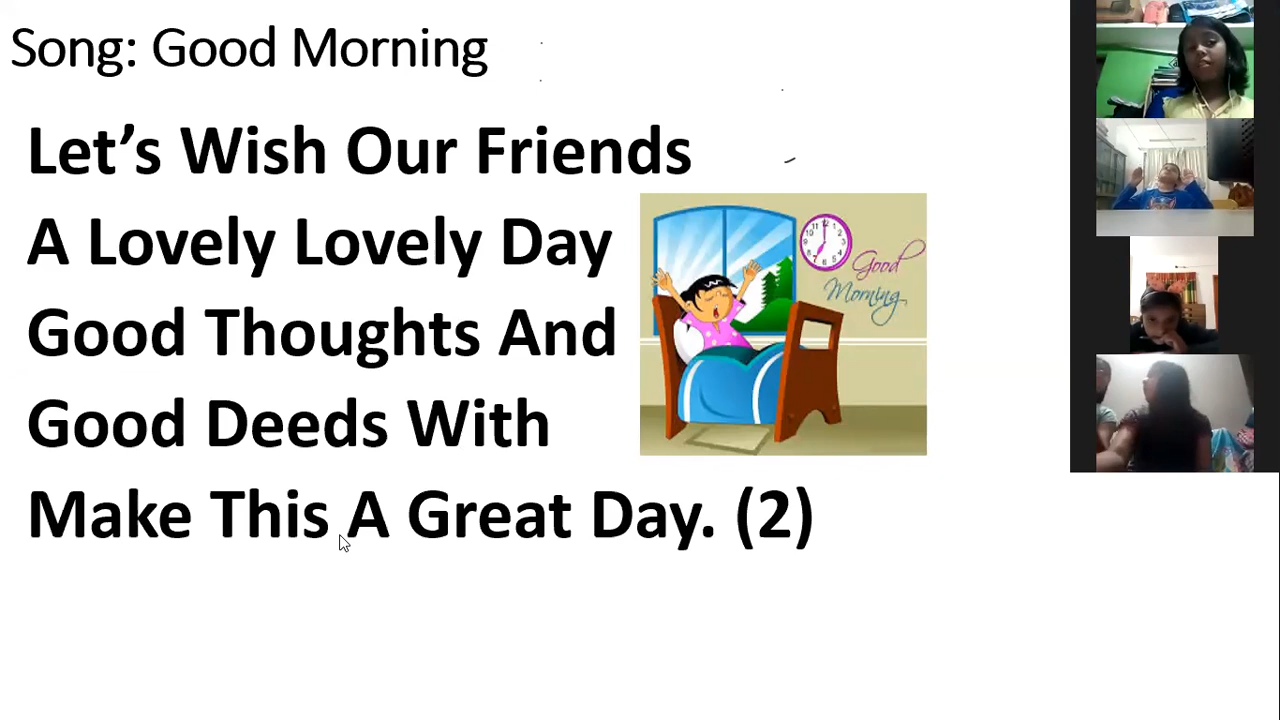 Song: Good Morning
Let's Wish Our Friends
A Lovely Lovely Day
Good Thoughts And
Good Deeds With
Make This A Great Day. (2)
Good
Morning